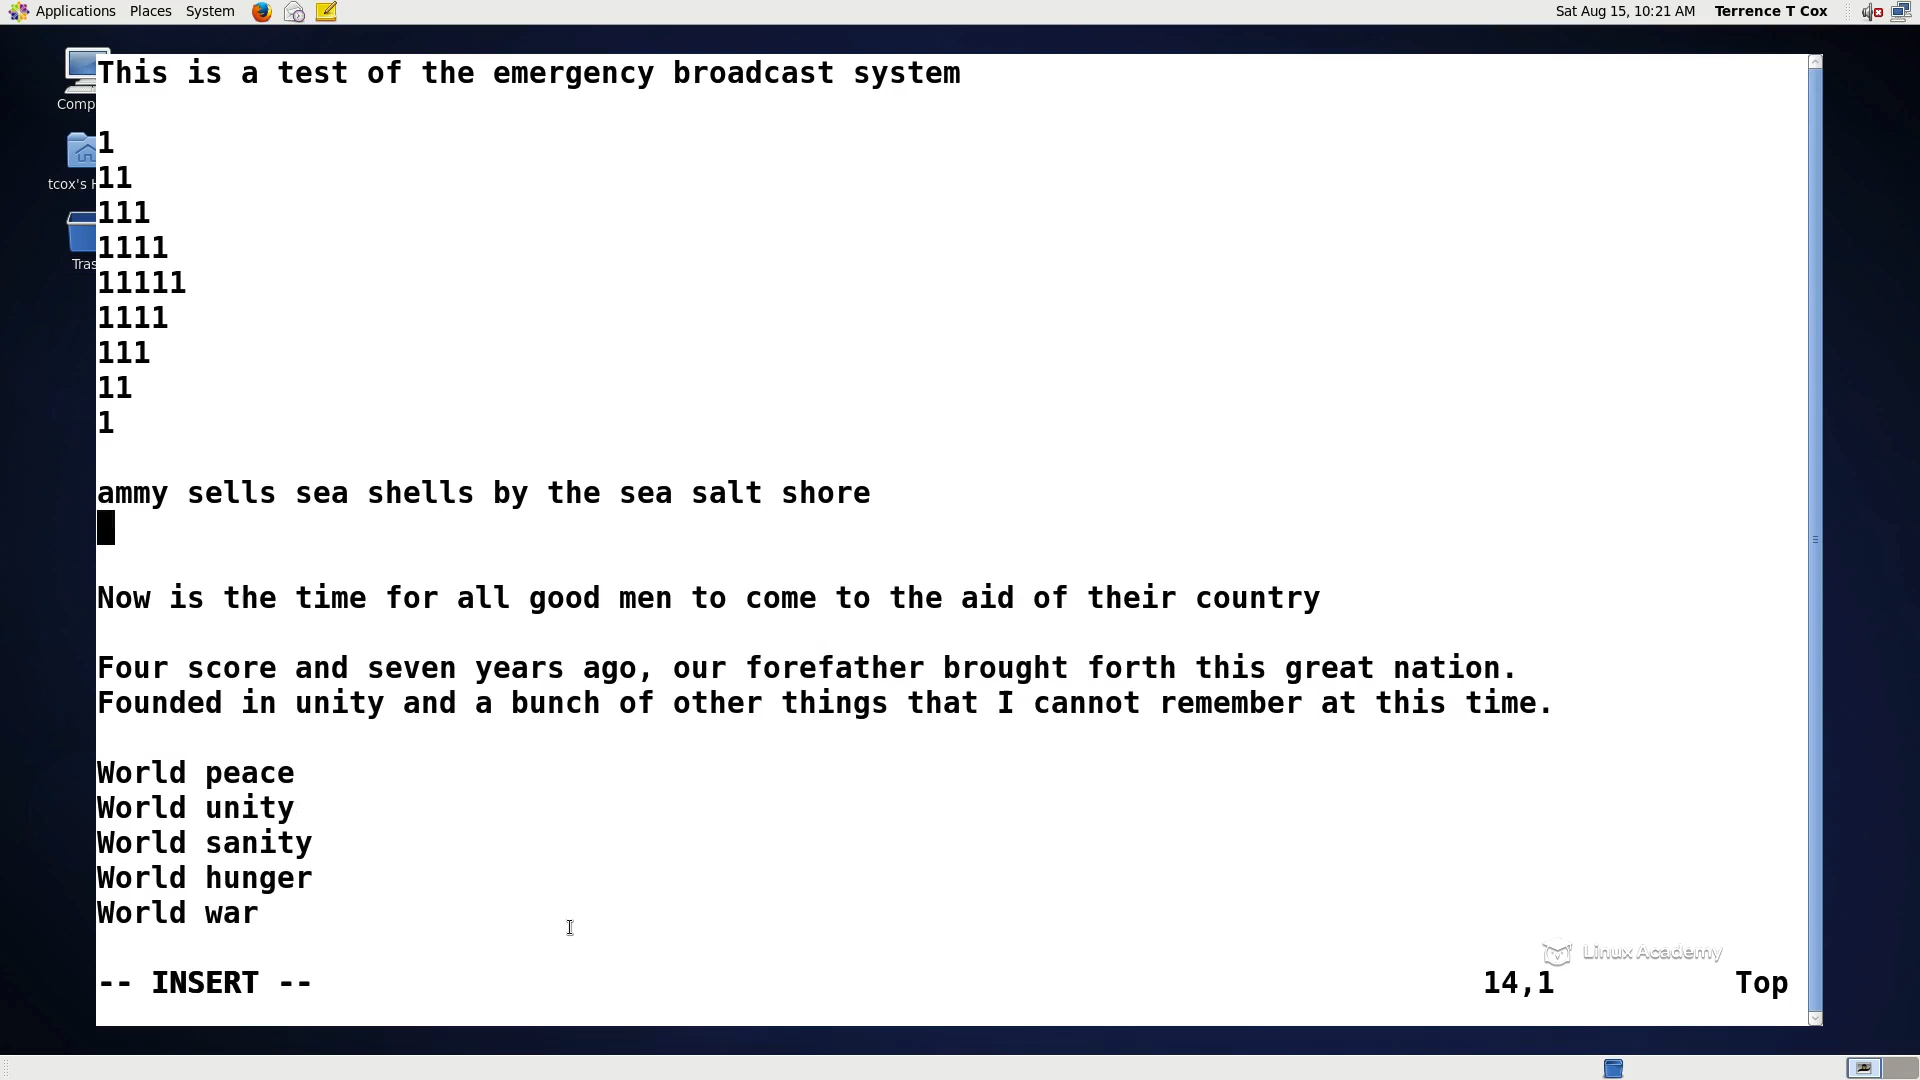 Applications Places System Sat Aug 15, 10:21 AM Terrence T Cox
Comp
tcox's H
Tras
This is a test of the emergency broadcast system
1
11
111
1111
11111
1111
111
11
1
ammy sells sea shells by the sea salt shore
Now is the time for all good men to come to the aid of their country
Four score and seven years ago, our forefather brought forth this great nation.
Founded in unity and a bunch of other things that I cannot remember at this time.
World peace
World unity
World sanity
World hunger
World war
Linux Academy
-- INSERT -- 14,1 Top